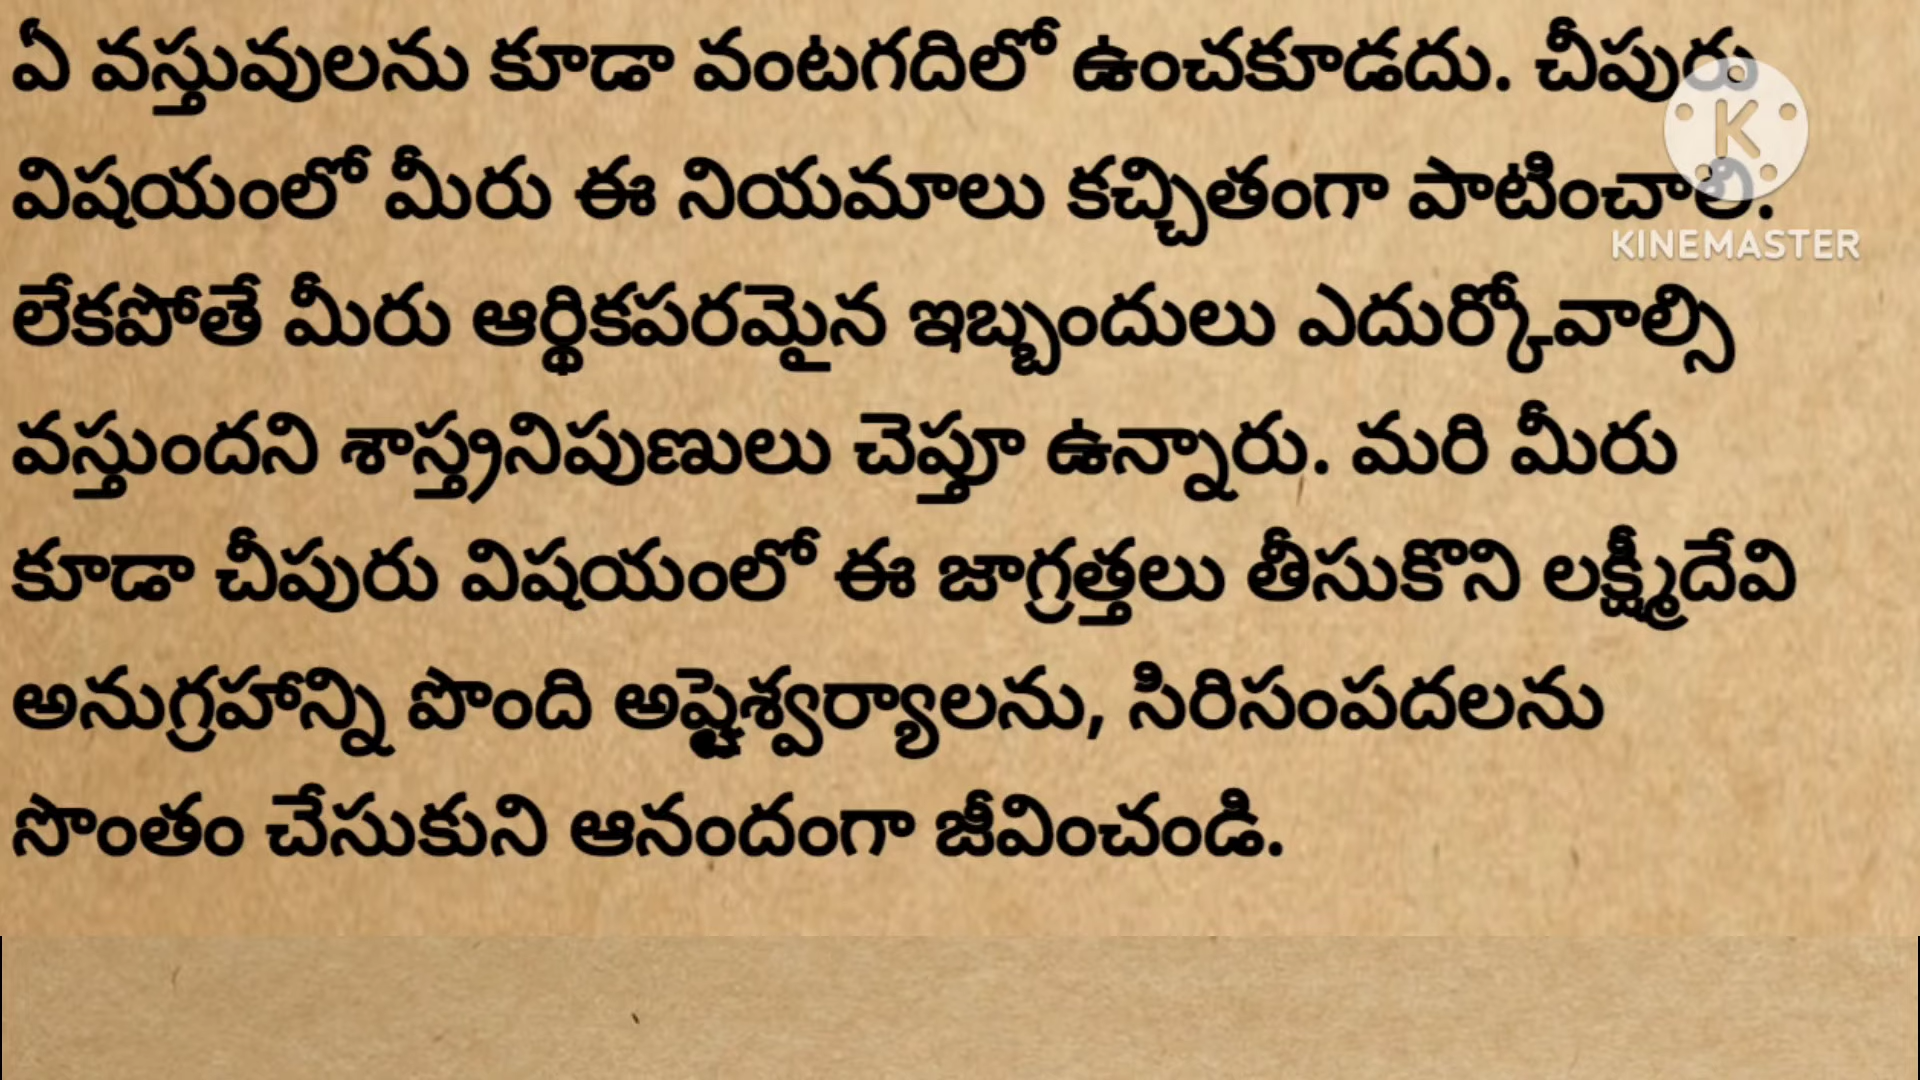 ఏ వస్తువులను కూడా వంటగదిలో ఉంచకూడదు. చీపురు
విషయంలో మీరు ఈ నియమాలు కచ్చితంగా పాటించాలి.
KINEMASTER
లేకపోతే మీరు ఆర్థికపరమైన ఇబ్బందులు ఎదుర్కోవాల్సి
వస్తుందని శాస్త్రనిపుణులు చెప్తూ ఉన్నారు. మరి మీరు
కూడా చీపురు విషయంలో ఈ జాగ్రత్తలు తీసుకొని లక్ష్మీదేవి
అనుగ్రహాన్ని పొంది అష్టైశ్వర్యాలను, సిరిసంపదలను
సొంతం చేసుకుని ఆనందంగా జీవించండి.